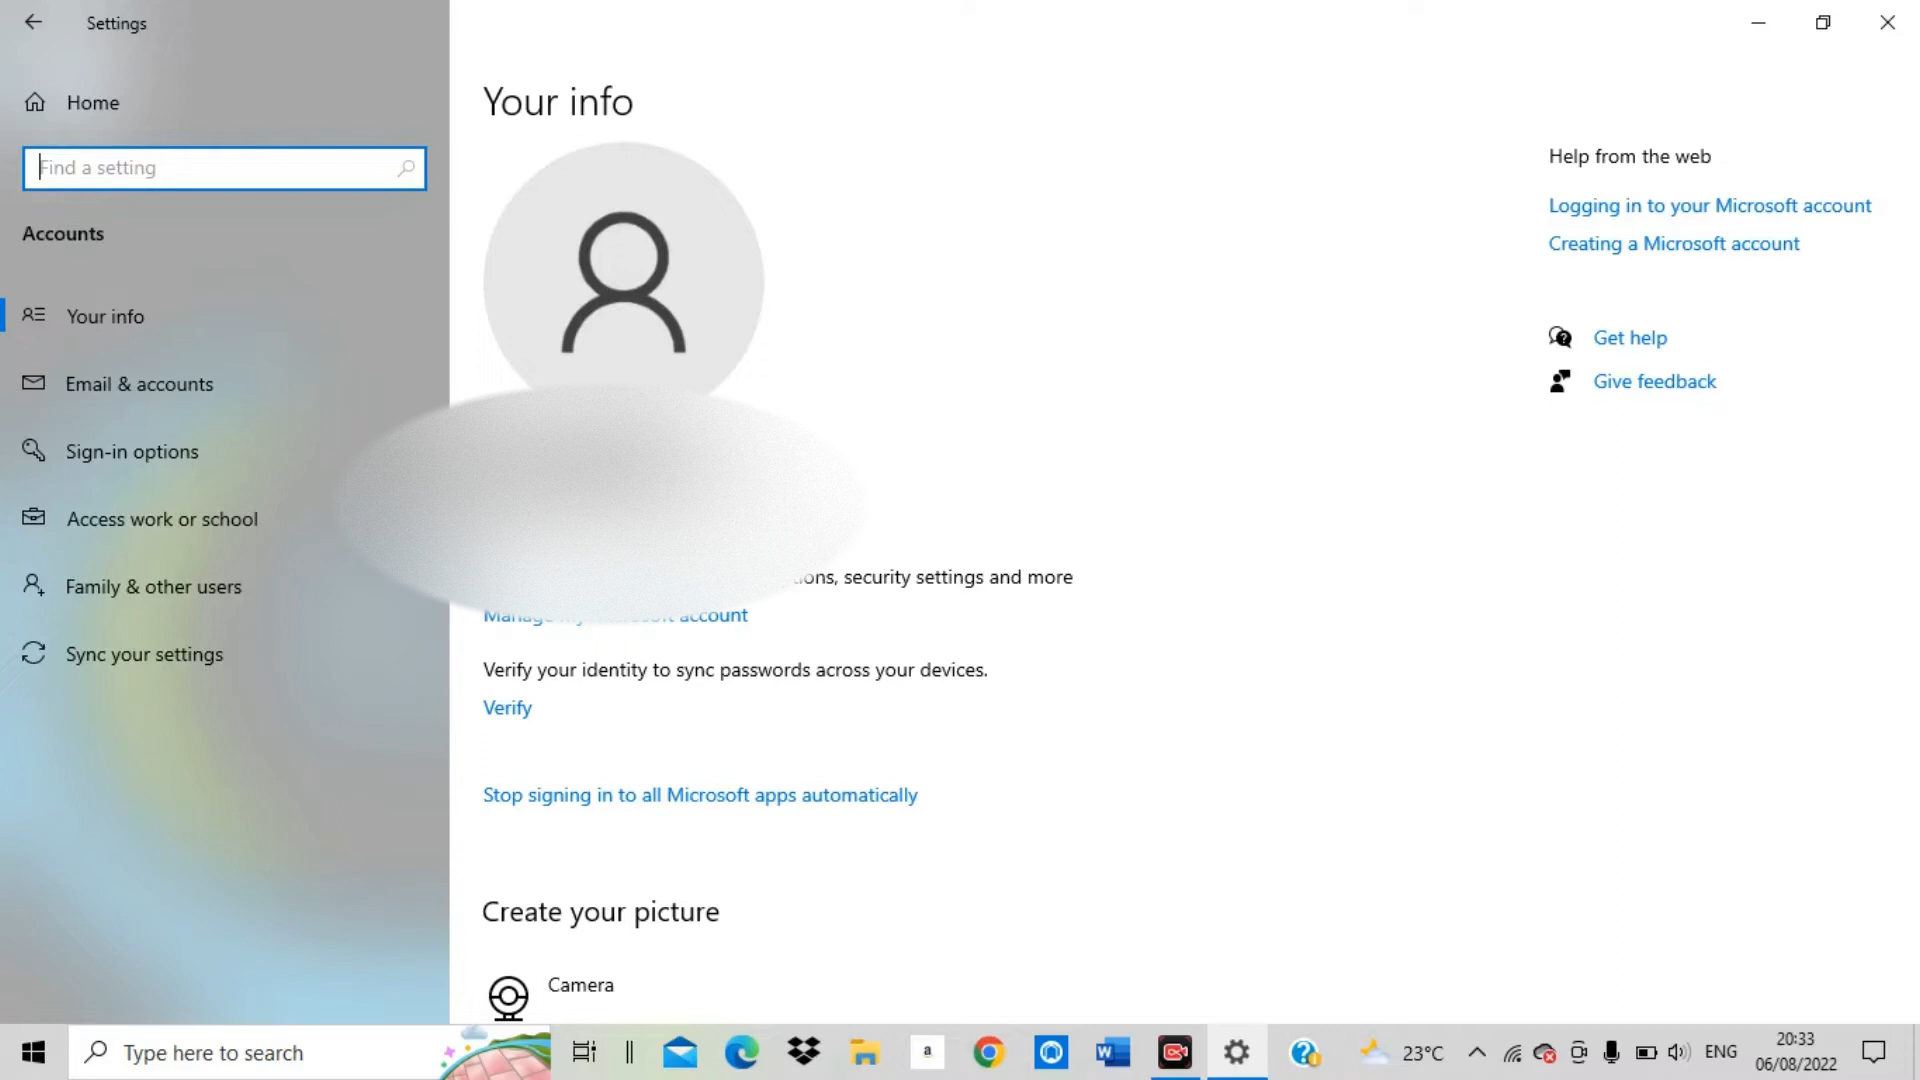 Settings
Home
Find a setting
Accounts
Your info
Email & accounts
Sign-in options
Access work or school
Family & other users
Sync your settings
Your info
security settings and more
Manage account
Verify your identity to sync passwords across your devices.
Verify
Stop signing in to all Microsoft apps automatically
Create your picture
Camera
Help from the web
Logging in to your Microsoft account
Creating a Microsoft account
Get help
Give feedback
Type here to search
a
W
23°C
ENG
20:33
06/08/2022